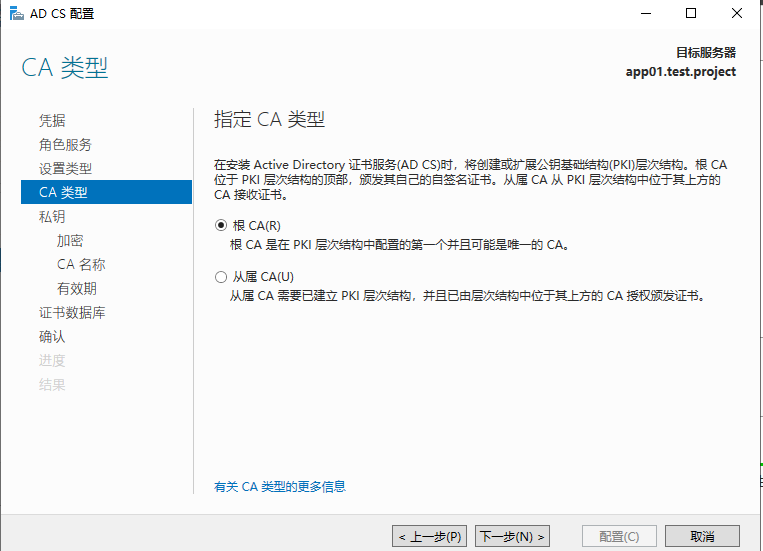 AD CS 配置
CA 类型
目标服务器
app01.test.project
凭据
角色服务
设置类型
CA 类型
私钥
加密
CA 名称
有效期
证书数据库
确认
进度
结果
指定 CA 类型
在安装 Active Directory 证书服务(AD CS)时，将创建或扩展公钥基础结构(PKI)层次结构。根 CA
位于 PKI 层次结构的顶部，颁发其自己的自签名证书。从属 CA 从 PKI 层次结构中位于其上方的
CA 接收证书。
根 CA(R)
根 CA 是在 PKI 层次结构中配置的第一个并且可能是唯一的 CA。
从属 CA(U)
从属 CA 需要已建立 PKI 层次结构，并且已由层次结构中位于其上方的 CA 授权颁发证书。
有关 CA 类型的更多信息
< 上一步(P)
下一步(N) >
配置(C)
取消